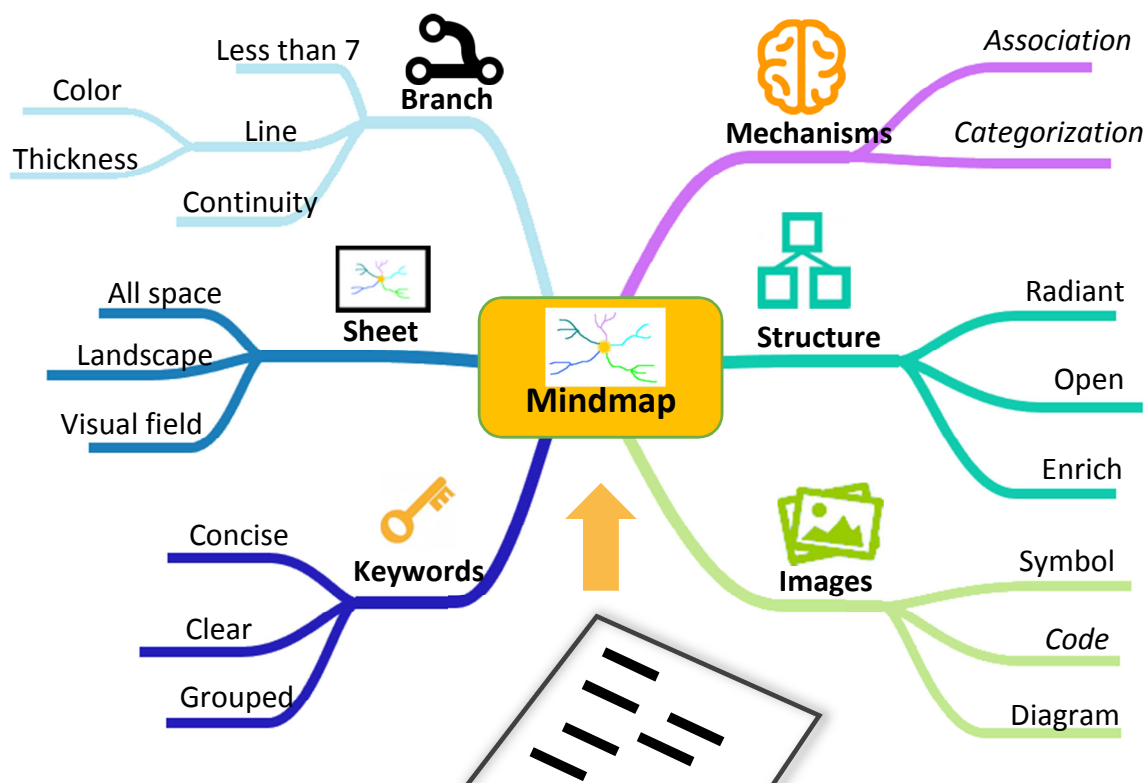 Less than 7
Color
Branch
Line
Thickness
Continuity
Association
Mechanisms
Categorization
All space
Sheet
Landscape
Visual field
Mindmap
Structure
Radiant
Open
Enrich
Concise
Keywords
Clear
Grouped
Images
Symbol
Code
Diagram